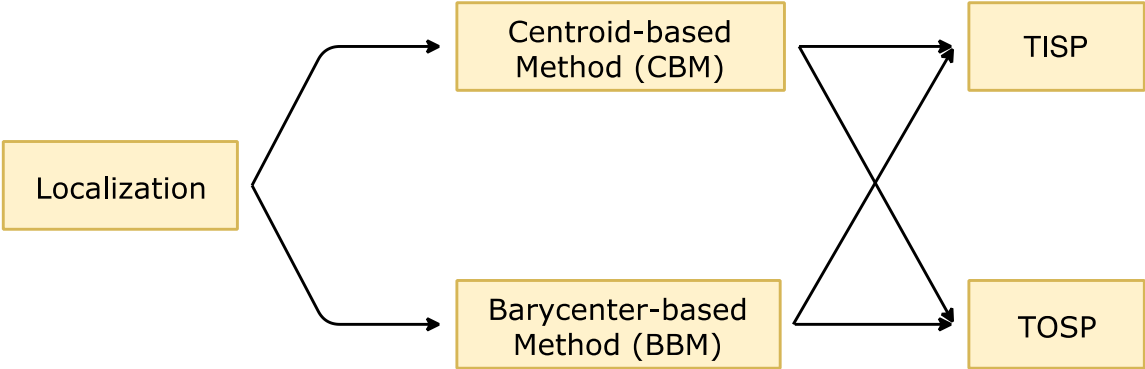 Centroid-based
Method (CBM)
TISP
Localization
Barycenter-based
Method (BBM)
TOSP